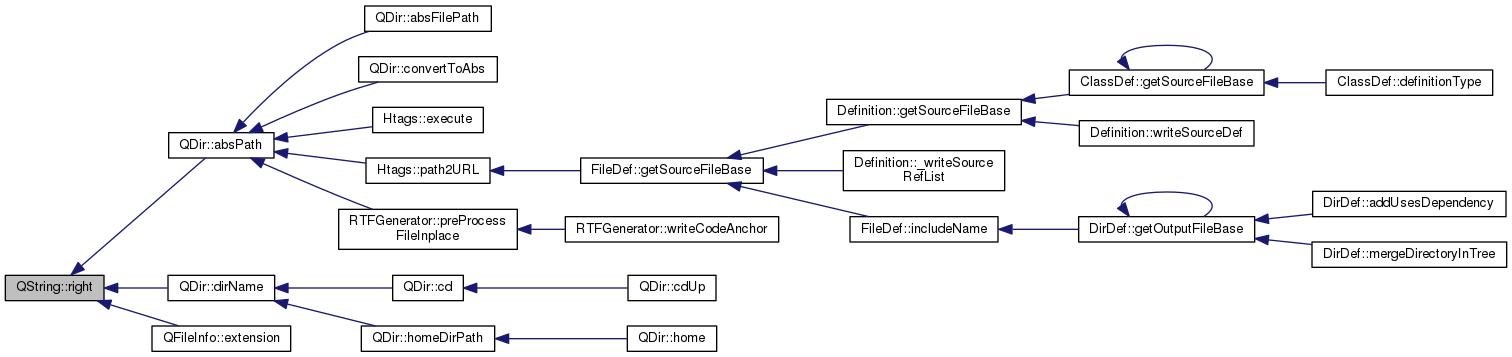 QDir::absFilePath
QDir::convertToAbs
ClassDef::getSourceFileBase
ClassDef::definitionType
Htags::execute
Definition::getSourceFileBase
Definition::writeSourceDef
QDir::absPath
Htags::path2URL
FileDef::getSourceFileBase
Definition::_writeSource
RefList
RTFGenerator::preProcess
FileInplace
RTFGenerator::writeCodeAnchor
FileDef::includeName
DirDef::getOutputFileBase
DirDef::addUsesDependency
DirDef::mergeDirectoryInTree
QString::right
QDir::dirName
QDir::cd
QDir::cdUp
QFileInfo::extension
QDir::homeDirPath
QDir::home